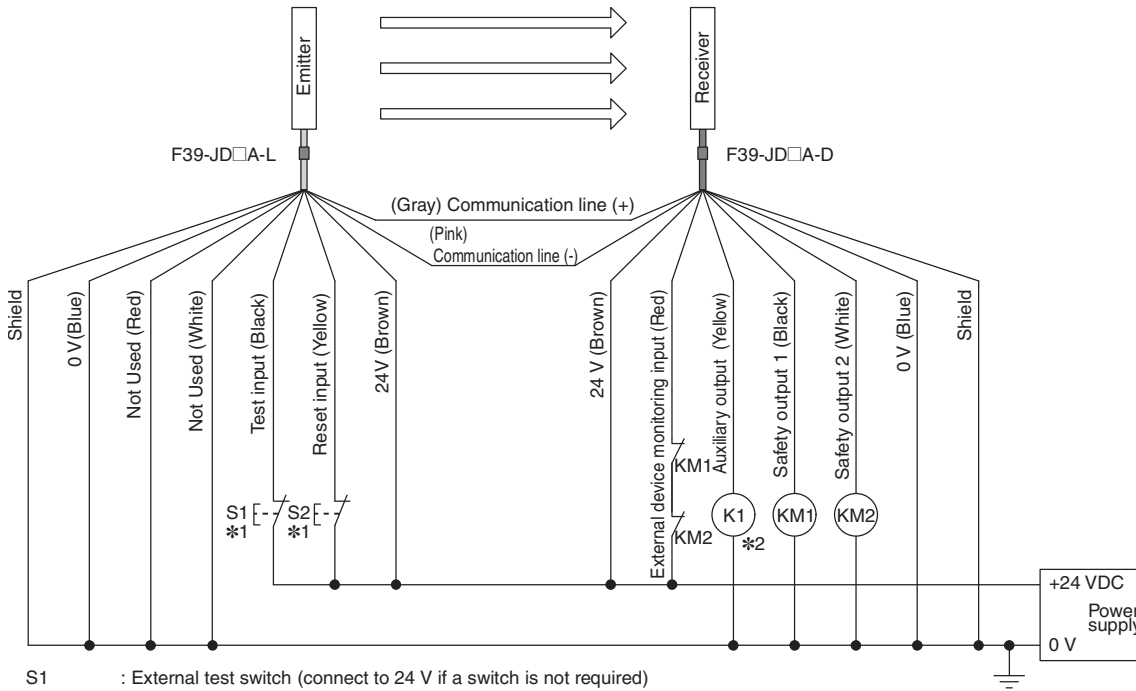 Emitter
Receiver
F39-JD□A-L
F39-JD□A-D
(Gray) Communication line (+)
(Pink)
Communication line (-)
Shield
0 V (Blue)
Not Used (Red)
Not Used (White)
Test input (Black)
Reset input (Yellow)
24V (Brown)
24 V (Brown)
External device monitoring input (Red)
Auxiliary output (Yellow)
Safety output 1 (Black)
Safety output 2 (White)
0 V (Blue)
Shield
KM1
S1
*1
S2
*1
KM2
K1
*2
KM1
KM2
+24 VDC
Power
supply
0 V
S1 : External test switch (connect to 24 V if a switch is not required)